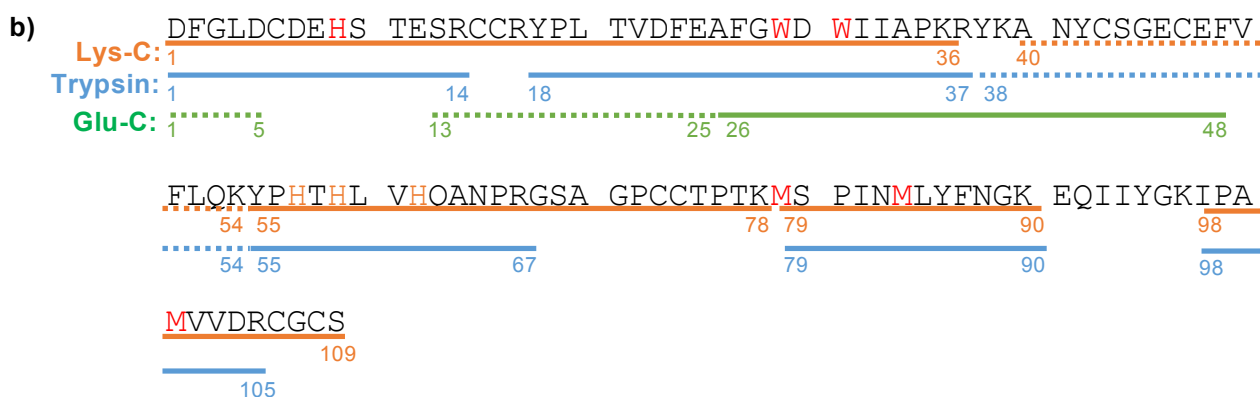 b) DFGLDCDEHS TESRCCRYPL TVDFEAFGWD WIIAPKRYKA NYCSGECEFV
Lys-C: 1 36 40
Trypsin: 1 14 18 37 38
Glu-C: 1 5 13 25 26 48
FLQKYPHTHL VHQANPRGSA GPCCTPTKMS PINMLYFNGK EQIIYGKIPA
54 55 78 79 90 98
54 55 67 79 90 98
MVVDRCGCS
109
105